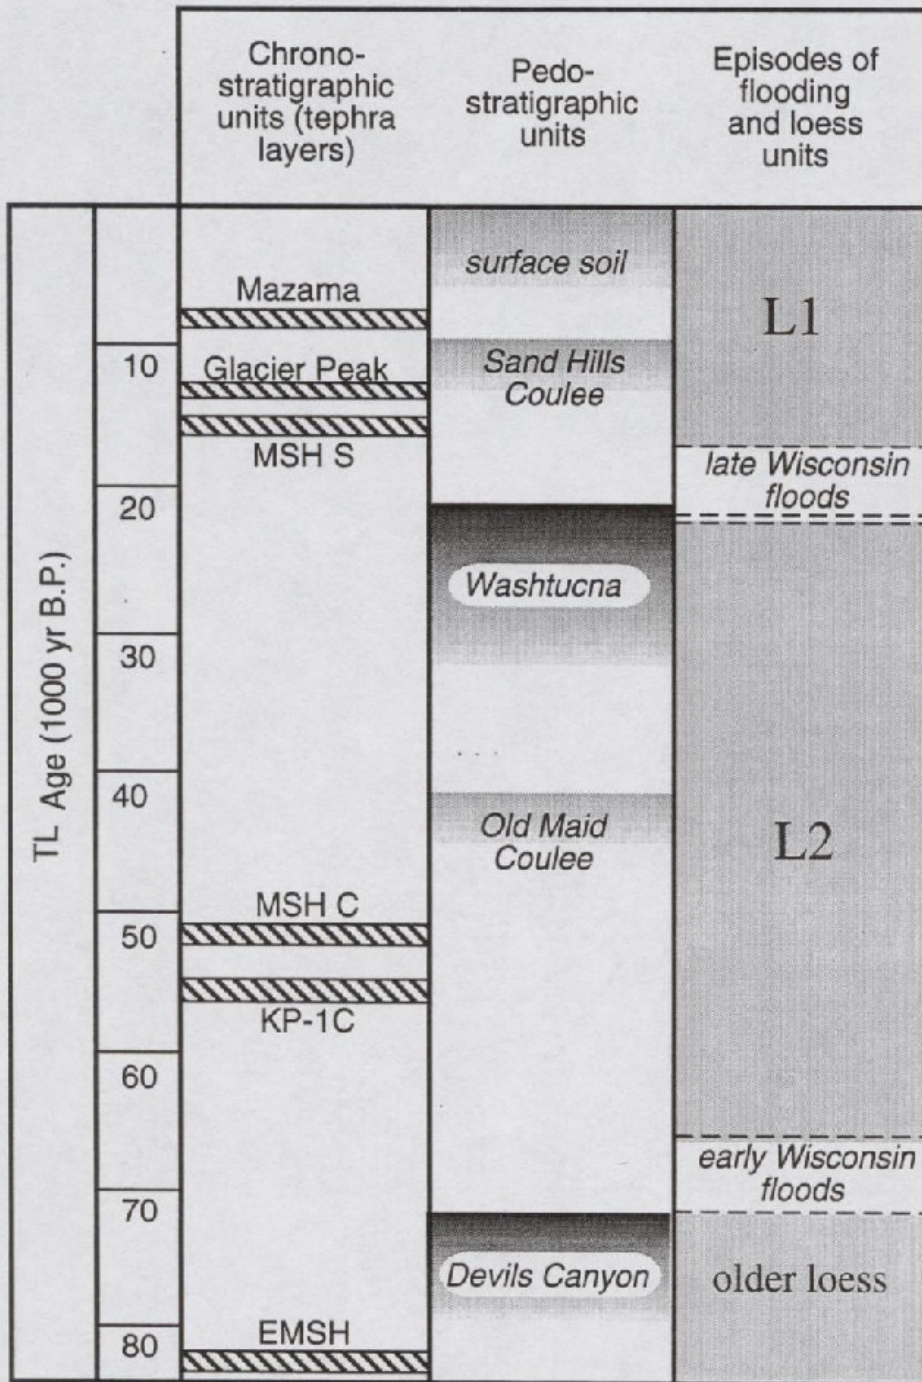 Chrono-
stratigraphic
units (tephra
layers)
Pedo-
stratigraphic
units
Episodes of
flooding
and loess
units
TL Age (1000 yr B.P.)
10
20
30
40
50
60
70
80
Mazama
Glacier Peak
MSH S
MSH C
KP-1C
EMSH
surface soil
Sand Hills
Coulee
Washtucna
Old Maid
Coulee
Devils Canyon
L1
late Wisconsin
floods
L2
early Wisconsin
floods
older loess